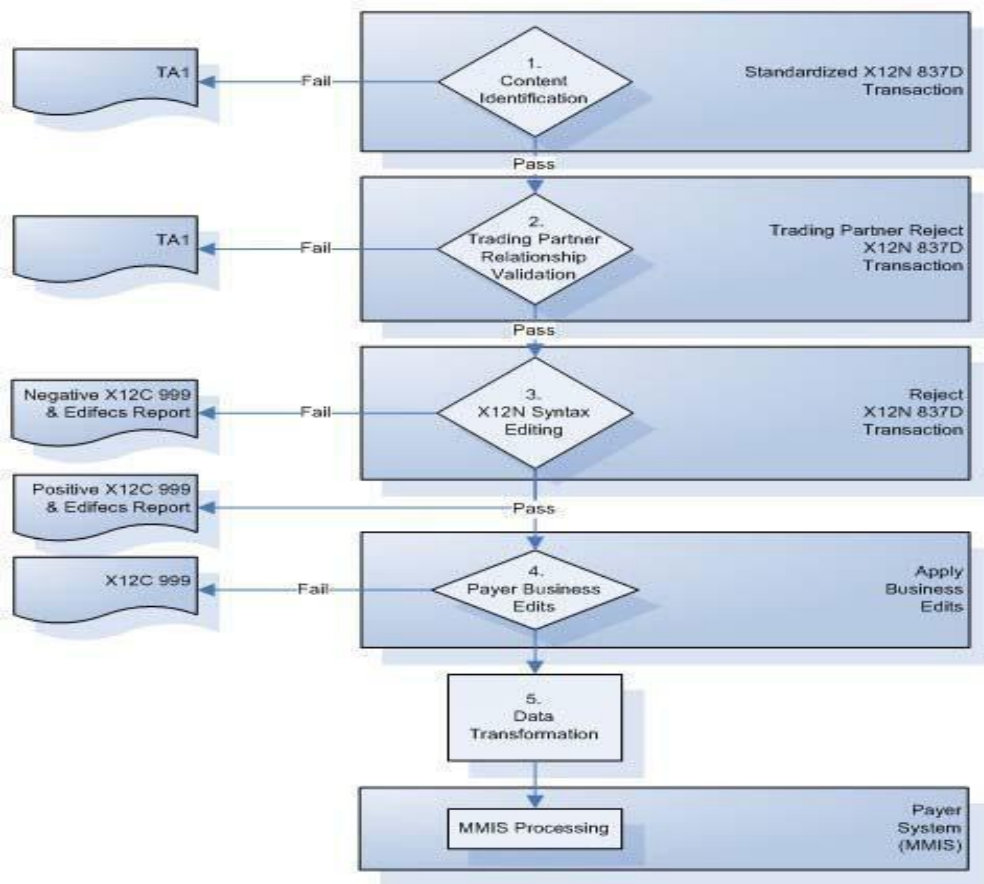 TA1
Fail
1.
Content
Identification
Standardized X12N 837D
Transaction
Pass
TA1
Fail
2.
Trading Partner
Relationship
Validation
Trading Partner Reject
X12N 837D
Transaction
Pass
Negative X12C 999
& Edifecs Report
Fail
3.
X12N Syntax
Editing
Reject
X12N 837D
Transaction
Positive X12C 999
& Edifecs Report
Pass
X12C 999
Fail
4.
Payer Business
Edits
Apply
Business
Edits
5.
Data
Transformation
MMIS Processing
Payer
System
(MMIS)